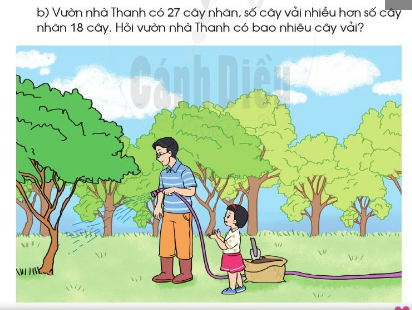 b) Vườn nhà Thanh có 27 cây nhãn, số cây vải nhiều hơn số cây
nhãn 18 cây. Hỏi vườn nhà Thanh có bao nhiêu cây vải?
Cánh Diều